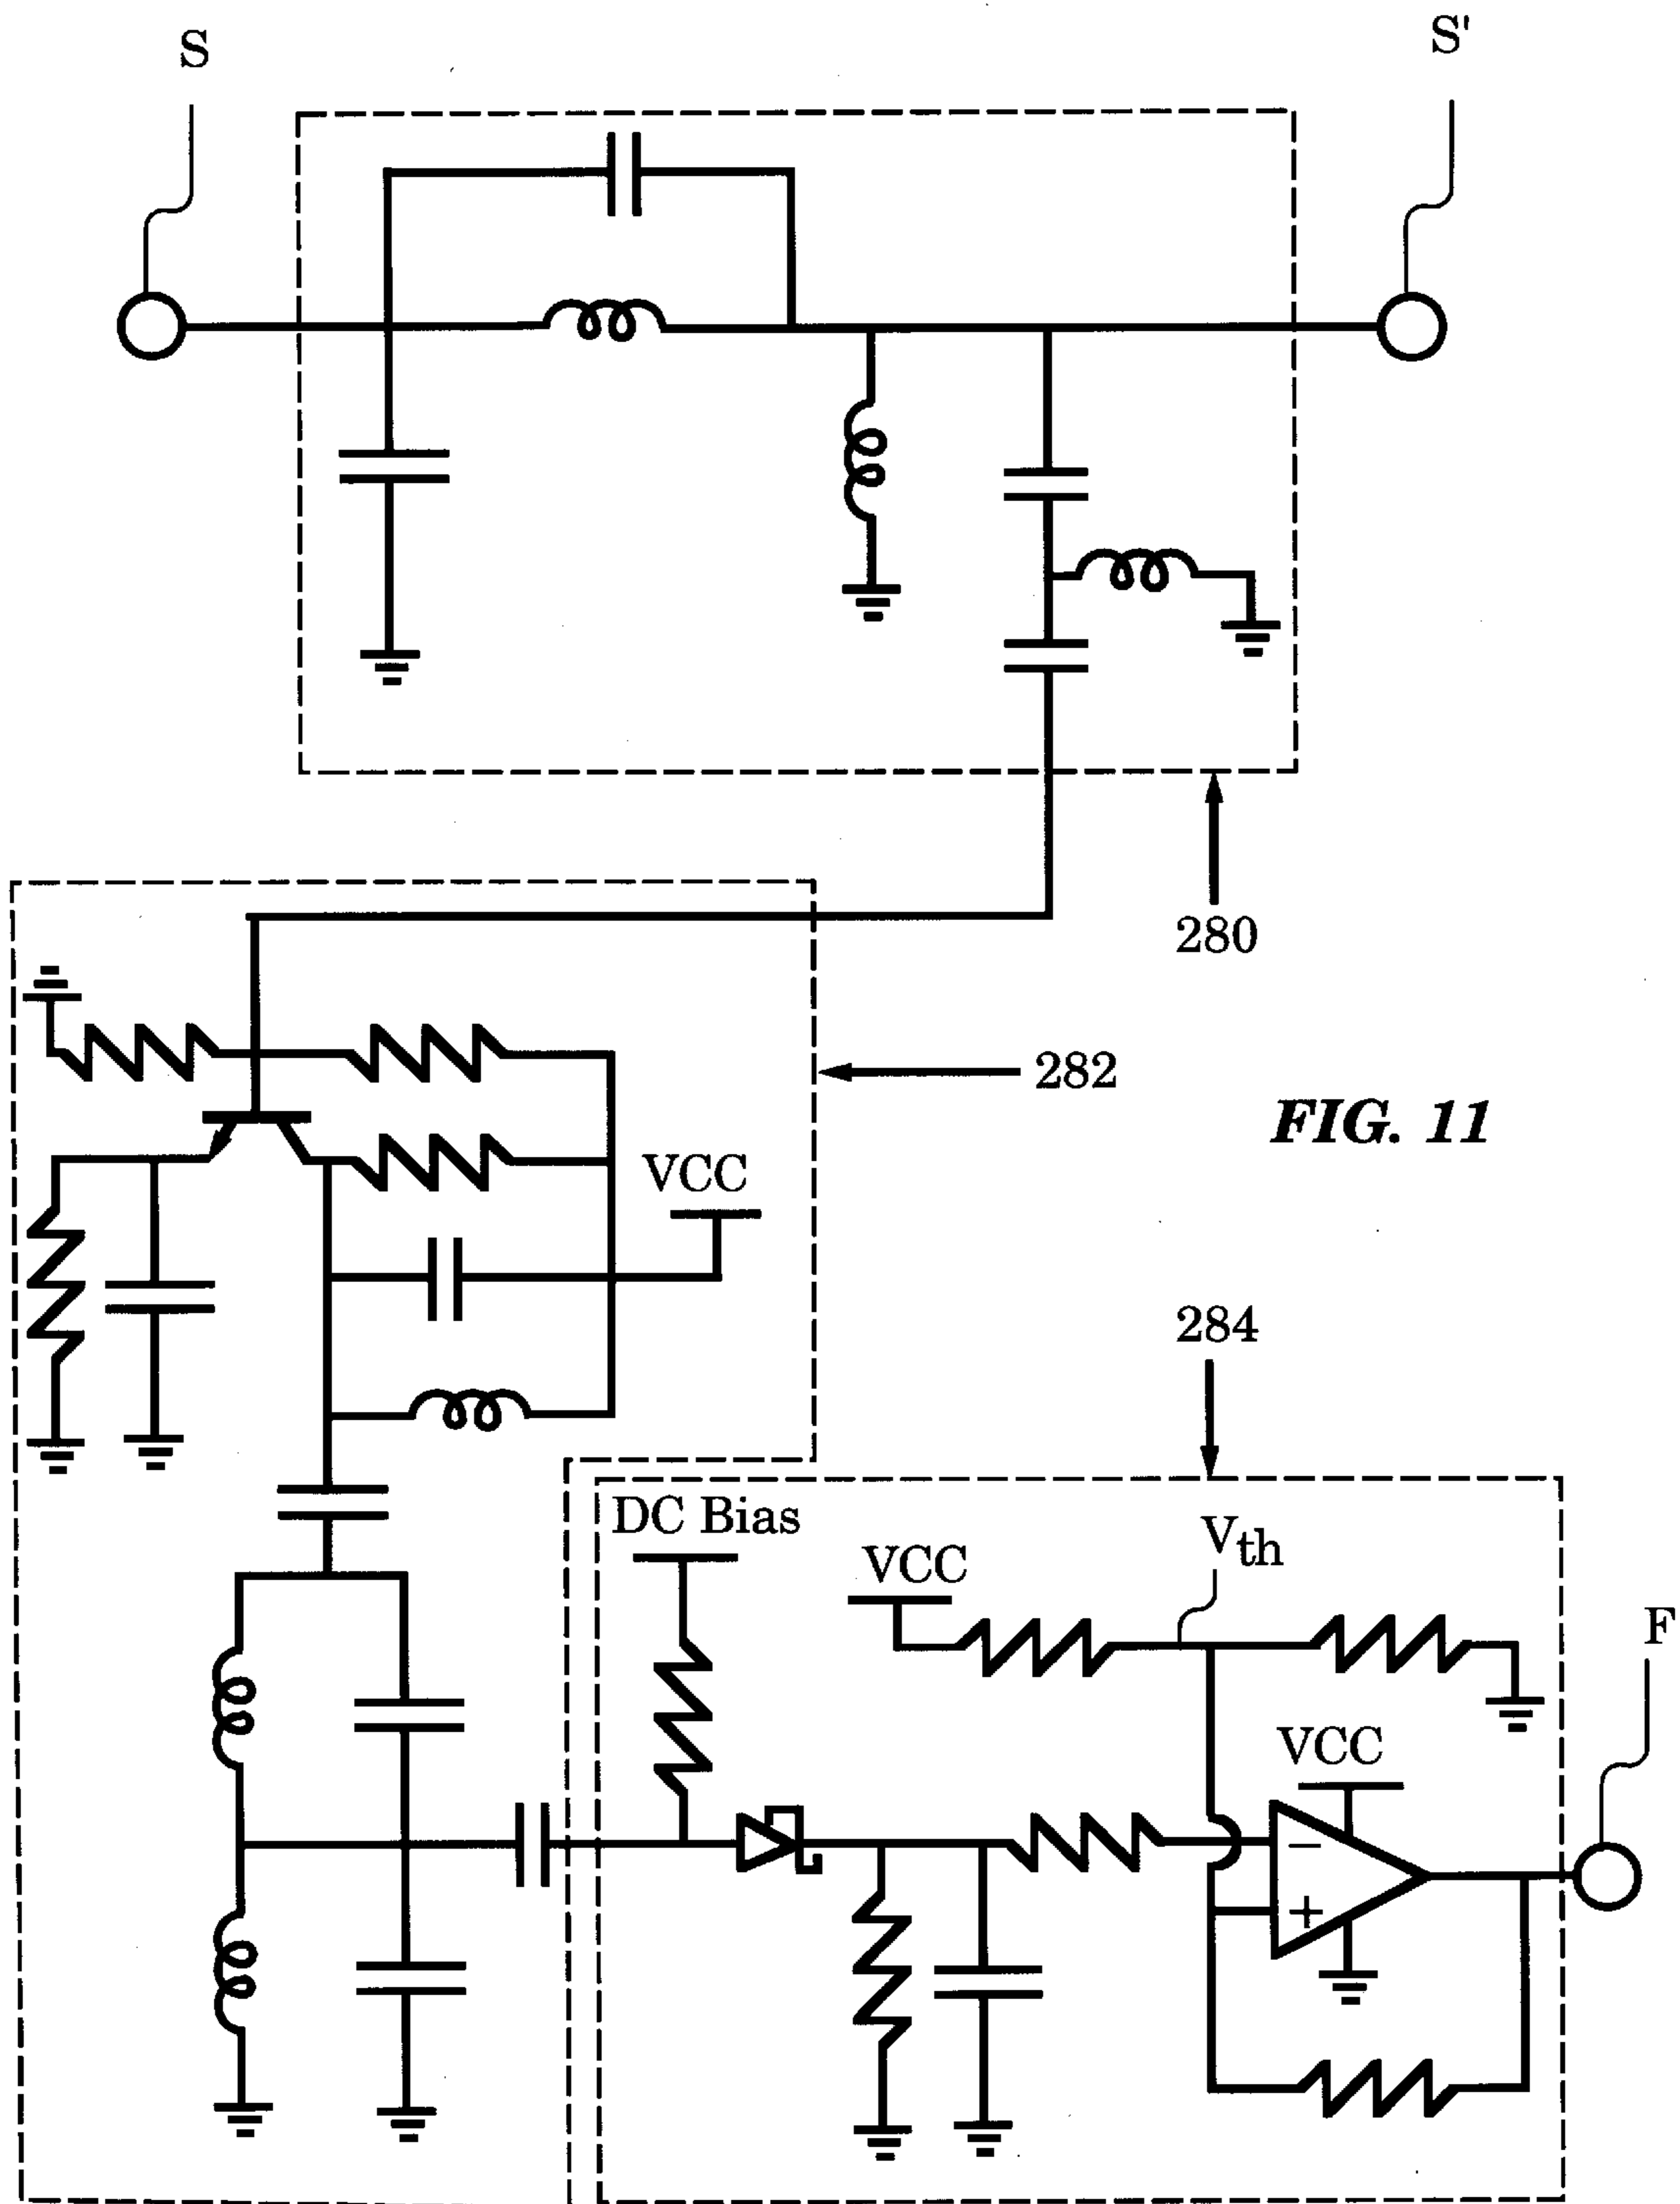 S
S'
280
282
FIG. 11
VCC
284
DC Bias
Vth
VCC
F
VCC
−
+